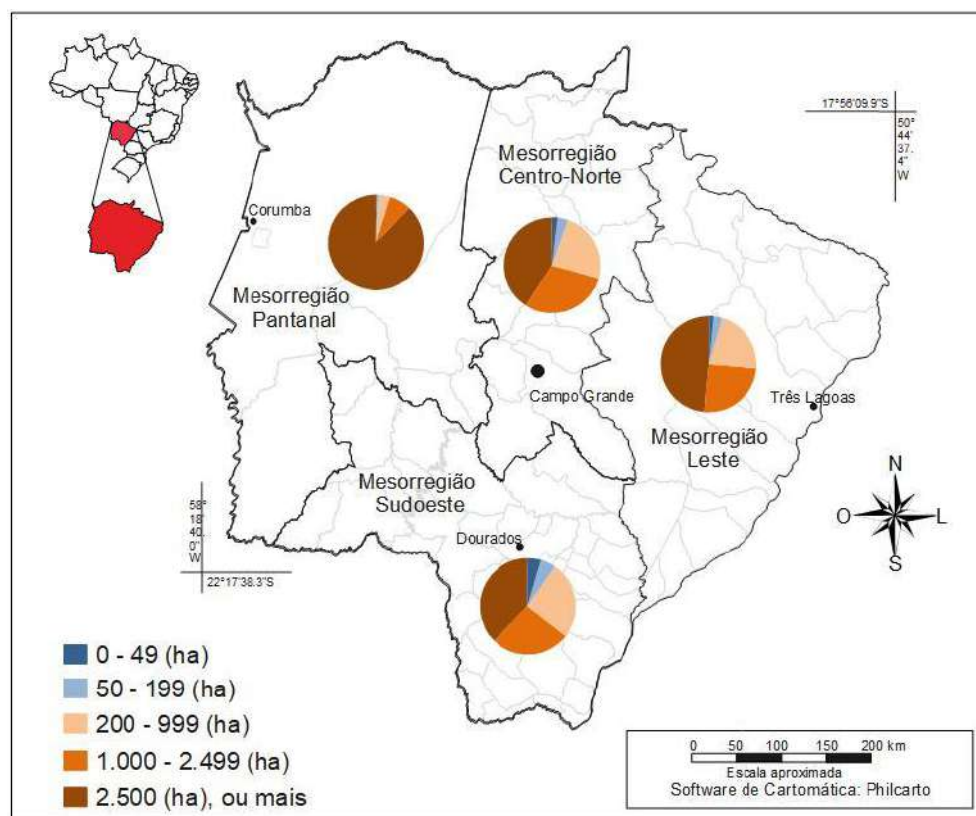 17°56'09.9"S
50°
44'
37.
4"
W
Mesorregião
Centro-Norte
Corumba
Mesorregião
Pantanal
Campo Grande
Três Lagoas
Mesorregião
Leste
Mesorregião
Sudoeste
Dourados
58°
18'
40.
0"
W
22°17'38.3"S
N
O
L
S
0 - 49 (ha)
50 - 199 (ha)
200 - 999 (ha)
1.000 - 2.499 (ha)
2.500 (ha), ou mais
0 50 100 150 200 km
Escala aproximada
Software de Cartomática: Philcarto